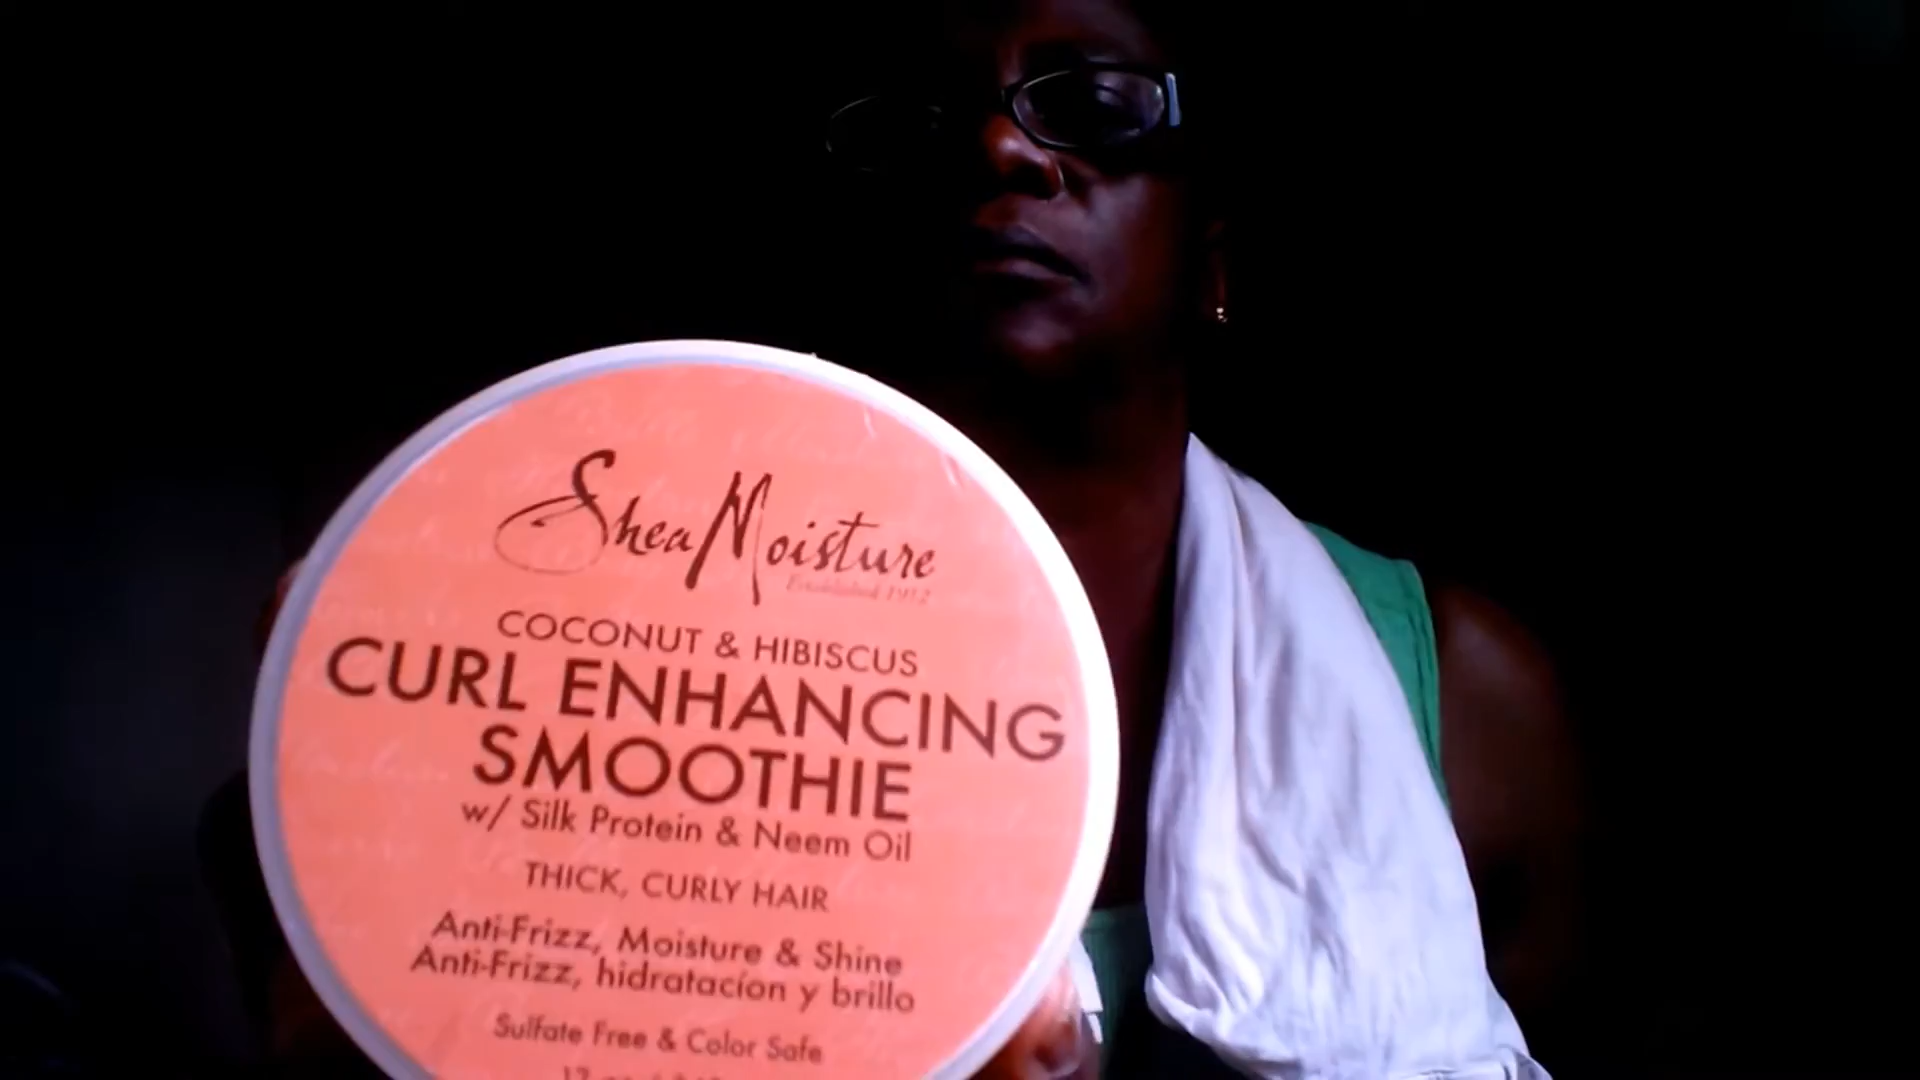 SheaMoisture
Established 1912
COCONUT & HIBISCUS
CURL ENHANCING
SMOOTHIE
w/ Silk Protein & Neem Oil
THICK, CURLY HAIR
Anti-Frizz, Moisture & Shine
Anti-Frizz, hidratacíon y brillo
Sulfate Free & Color Safe